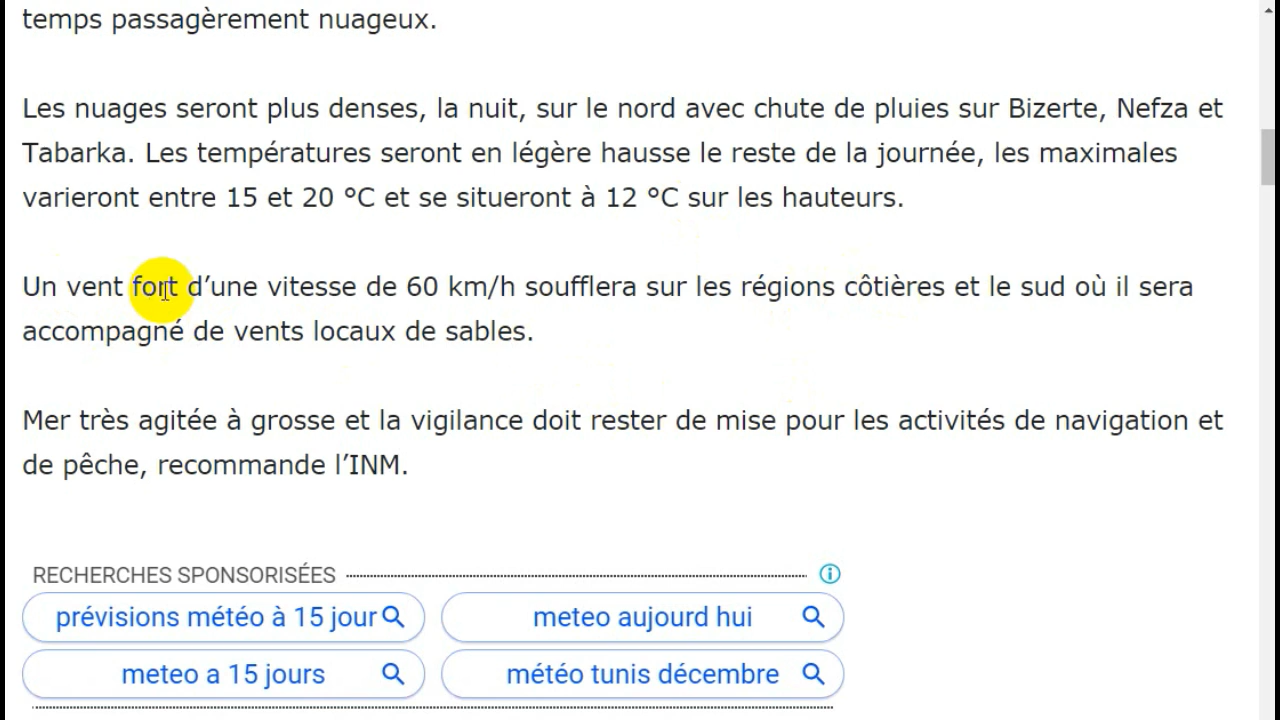 temps passagèrement nuageux.
Les nuages seront plus denses, la nuit, sur le nord avec chute de pluies sur Bizerte, Nefza et
Tabarka. Les températures seront en légère hausse le reste de la journée, les maximales
varieront entre 15 et 20 °C et se situeront à 12 °C sur les hauteurs.
Un vent fort d’une vitesse de 60 km/h soufflera sur les régions côtières et le sud où il sera
accompagné de vents locaux de sables.
Mer très agitée à grosse et la vigilance doit rester de mise pour les activités de navigation et
de pêche, recommande l’INM.
RECHERCHES SPONSORISÉES
prévisions météo à 15 jour
meteo aujourd hui
meteo a 15 jours
météo tunis décembre